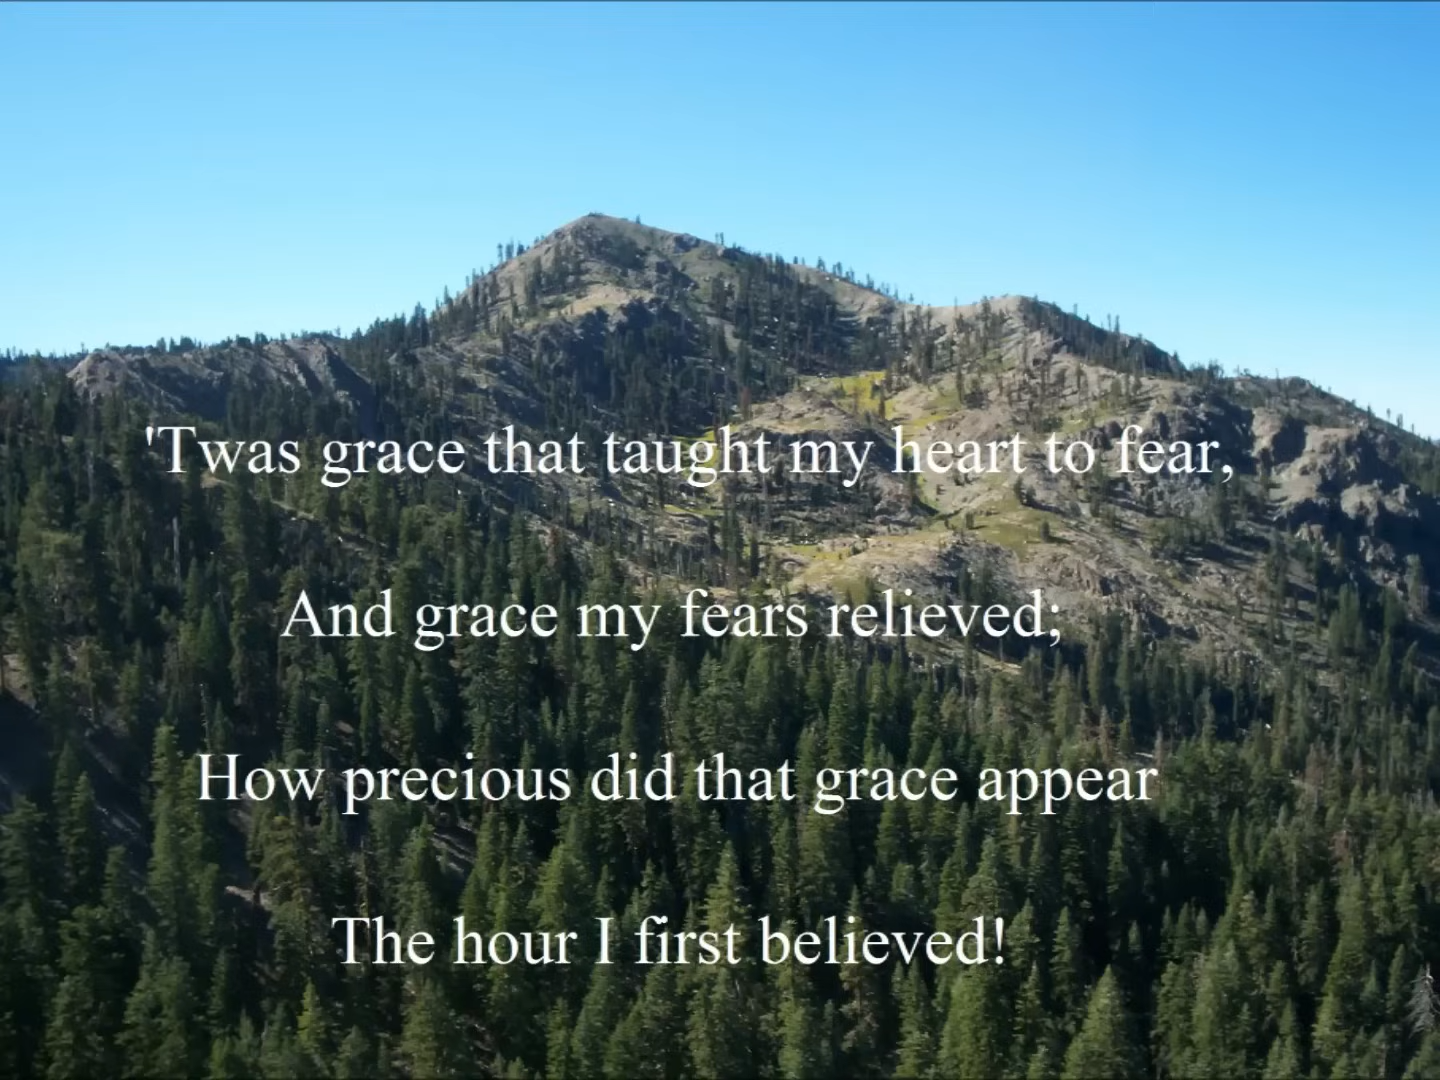 'Twas grace that taught my heart to fear,
And grace my fears relieved;
How precious did that grace appear
The hour I first believed!